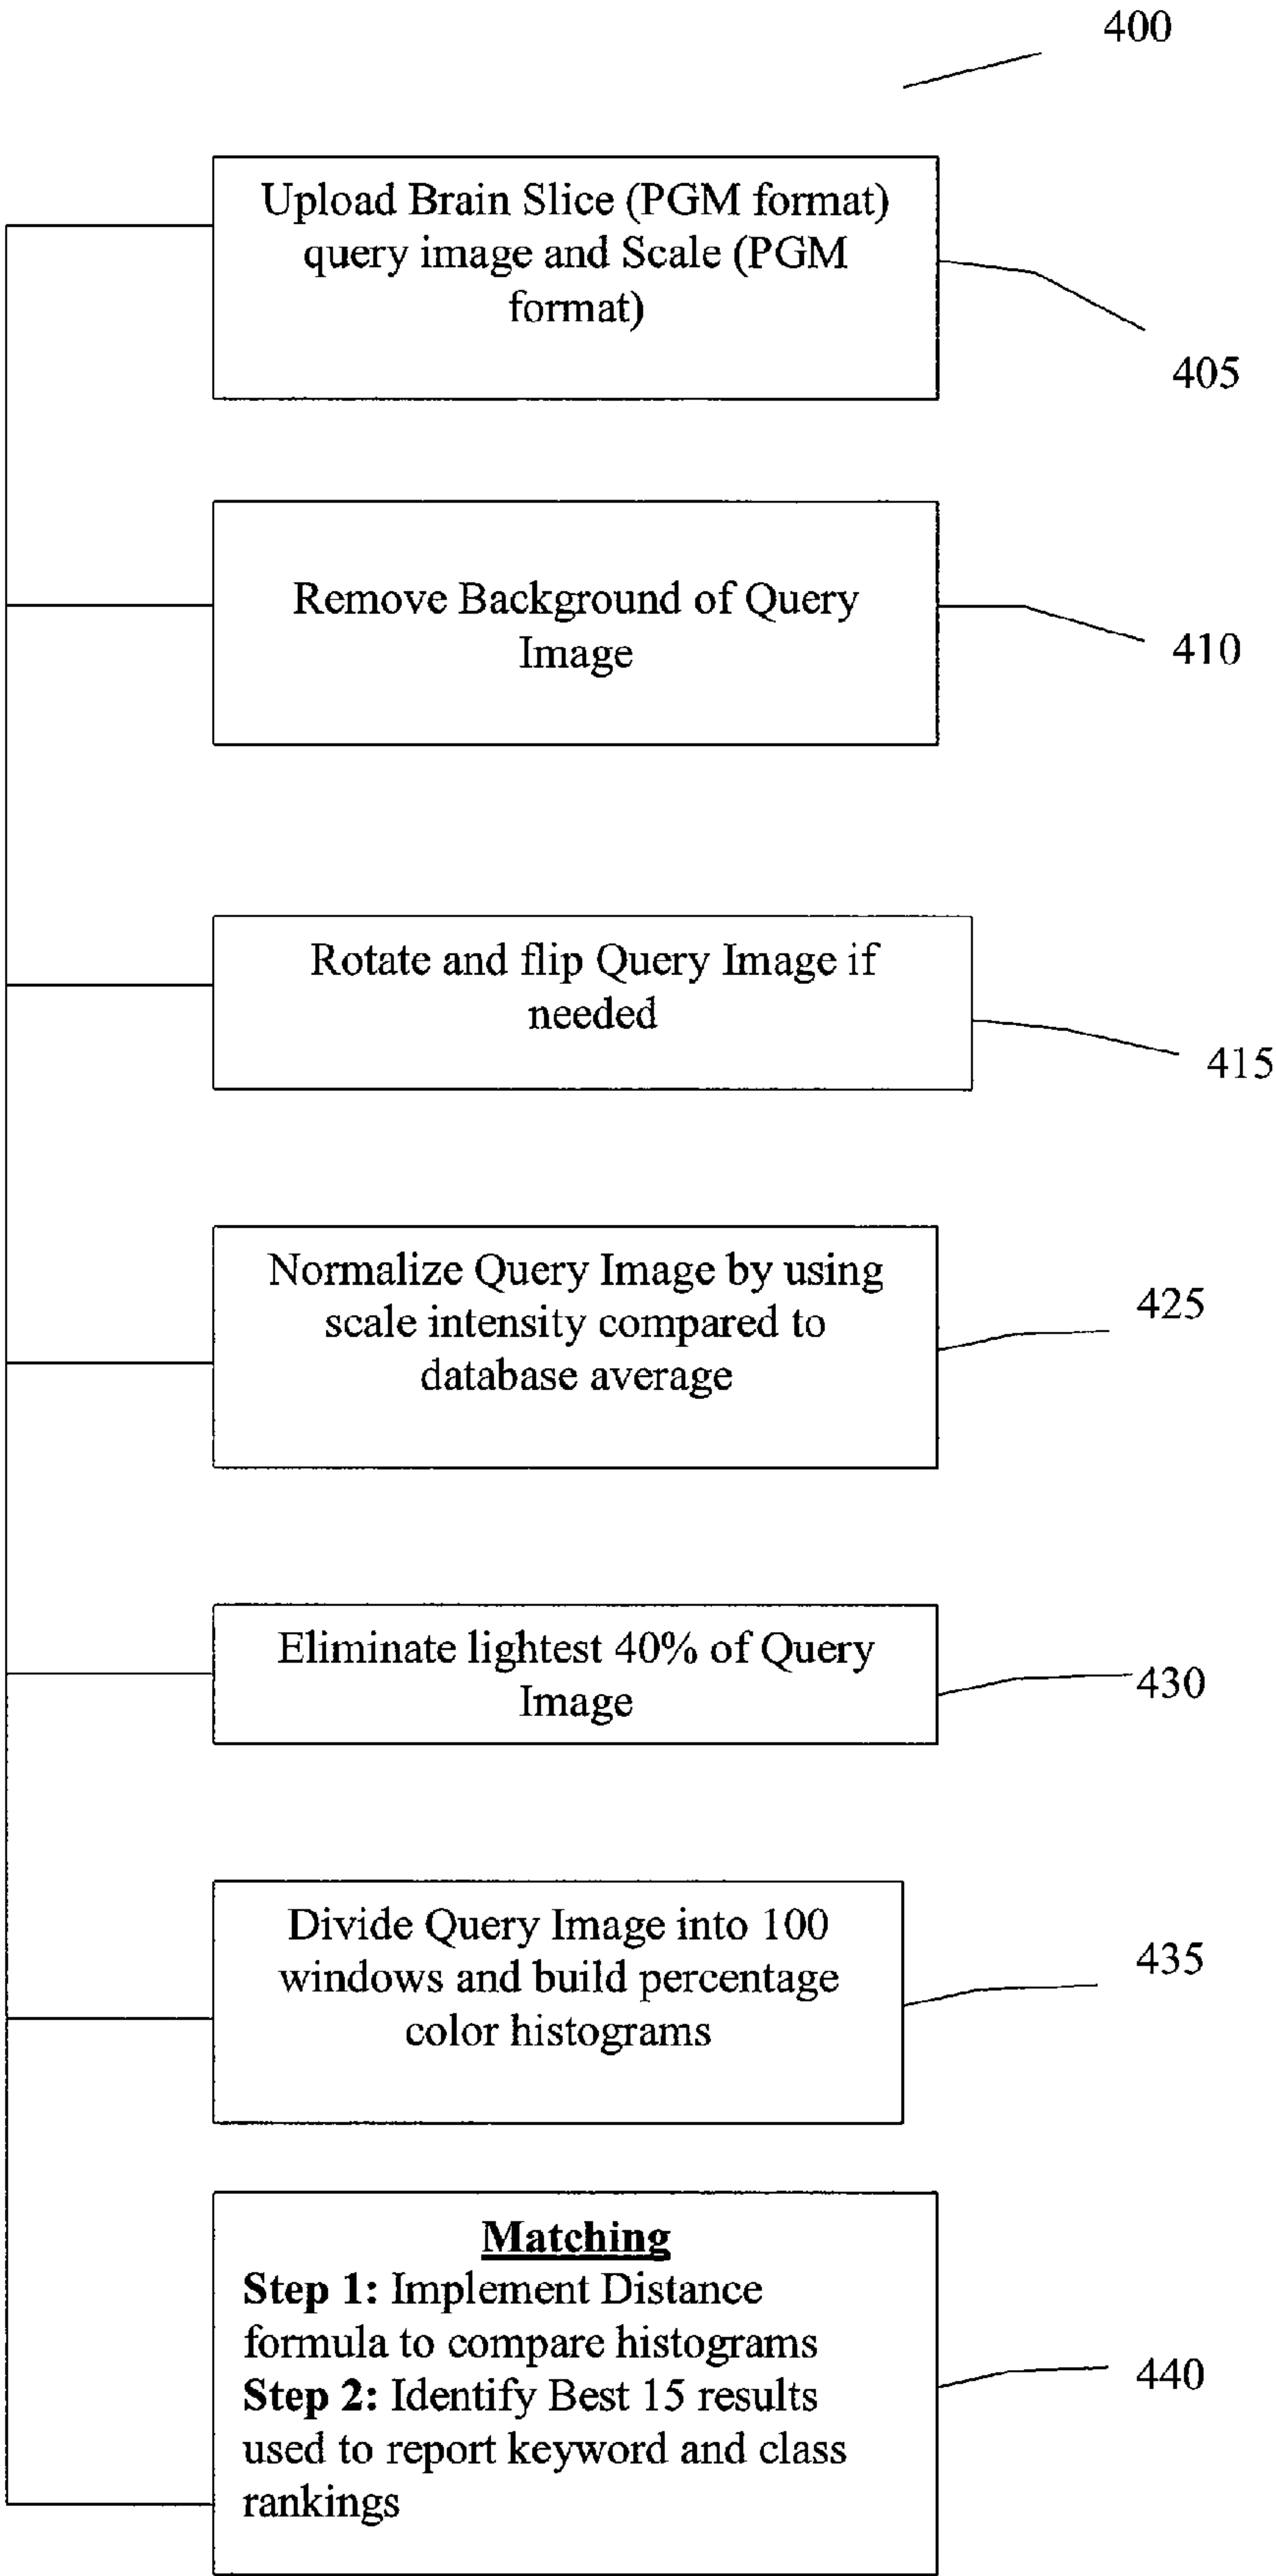 400
Upload Brain Slice (PGM format)
query image and Scale (PGM
format)
405
Remove Background of Query
Image
410
Rotate and flip Query Image if
needed
415
Normalize Query Image by using
scale intensity compared to
database average
425
Eliminate lightest 40% of Query
Image
430
Divide Query Image into 100
windows and build percentage
color histograms
435
Matching
Step 1: Implement Distance
formula to compare histograms
Step 2: Identify Best 15 results
used to report keyword and class
rankings
440